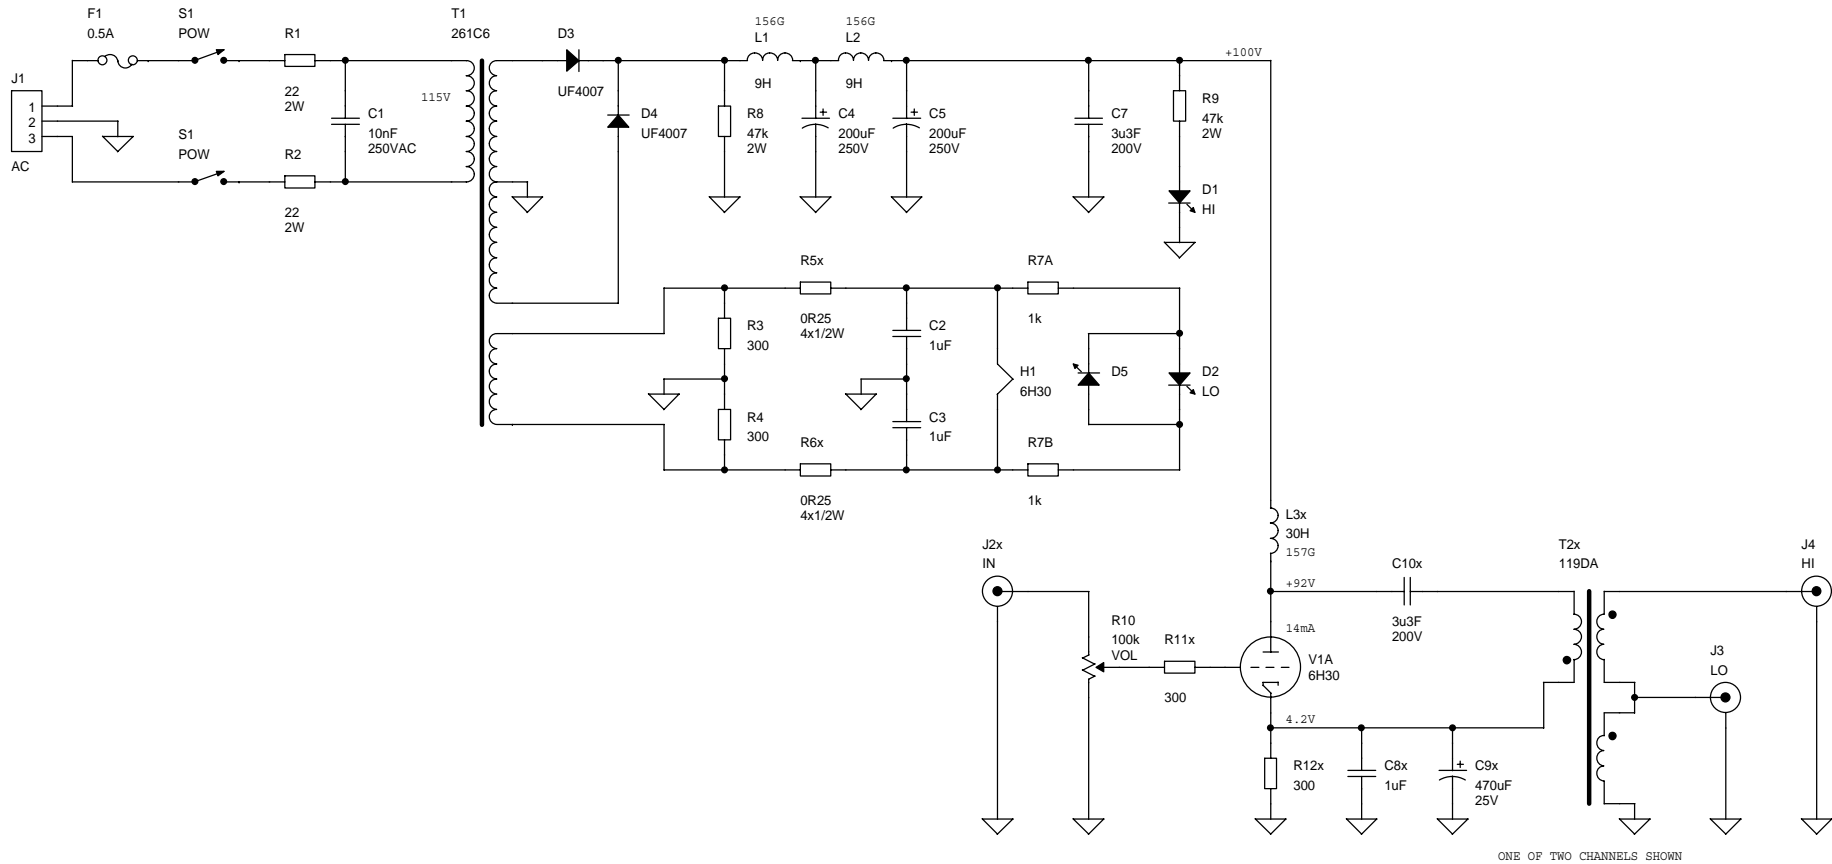 F1
0.5A
S1
POW
R1
22
2W
T1
261C6
115V
D3
UF4007
D4
UF4007
156G
L1
9H
156G
L2
9H
+100V
J1
1
2
3
AC
C1
10nF
250VAC
S1
POW
R2
22
2W
R8
47k
2W
C4
200uF
250V
+
C5
200uF
250V
+
C7
3u3F
200V
R9
47k
2W
D1
HI
R5x
0R25
4x1/2W
R7A
1k
R3
300
C2
1uF
H1
6H30
D5
D2
LO
R4
300
C3
1uF
R6x
0R25
4x1/2W
R7B
1k
L3x
30H
157G
J2x
IN
+92V
C10x
3u3F
200V
T2x
119DA
J4
HI
R10
100k
VOL
R11x
300
14mA
V1A
6H30
J3
LO
4.2V
R12x
300
C8x
1uF
+
C9x
470uF
25V
ONE OF TWO CHANNELS SHOWN